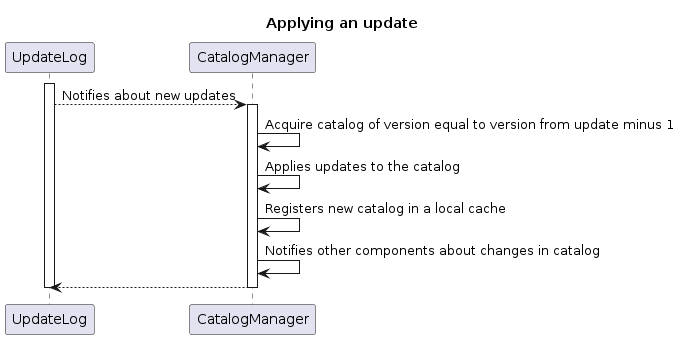 Applying an update
UpdateLog
CatalogManager
Notifies about new updates
Acquire catalog of version equal to version from update minus 1
Applies updates to the catalog
Registers new catalog in a local cache
Notifies other components about changes in catalog
UpdateLog
CatalogManager